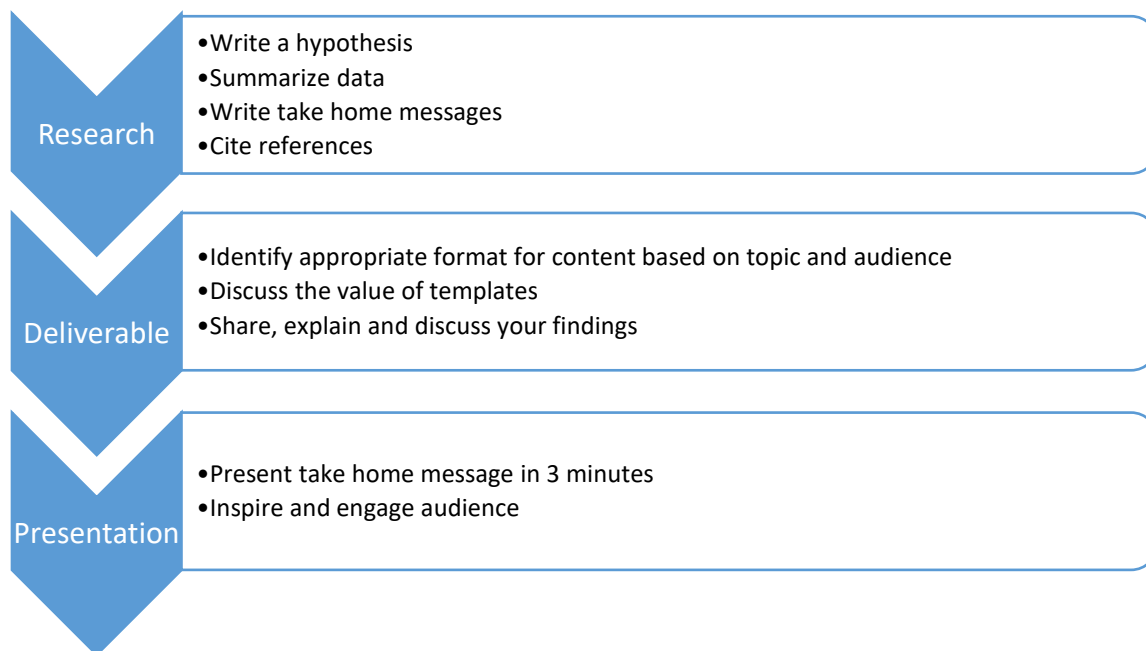 Research
•Write a hypothesis
•Summarize data
•Write take home messages
•Cite references
Deliverable
•Identify appropriate format for content based on topic and audience
•Discuss the value of templates
•Share, explain and discuss your findings
Presentation
•Present take home message in 3 minutes
•Inspire and engage audience